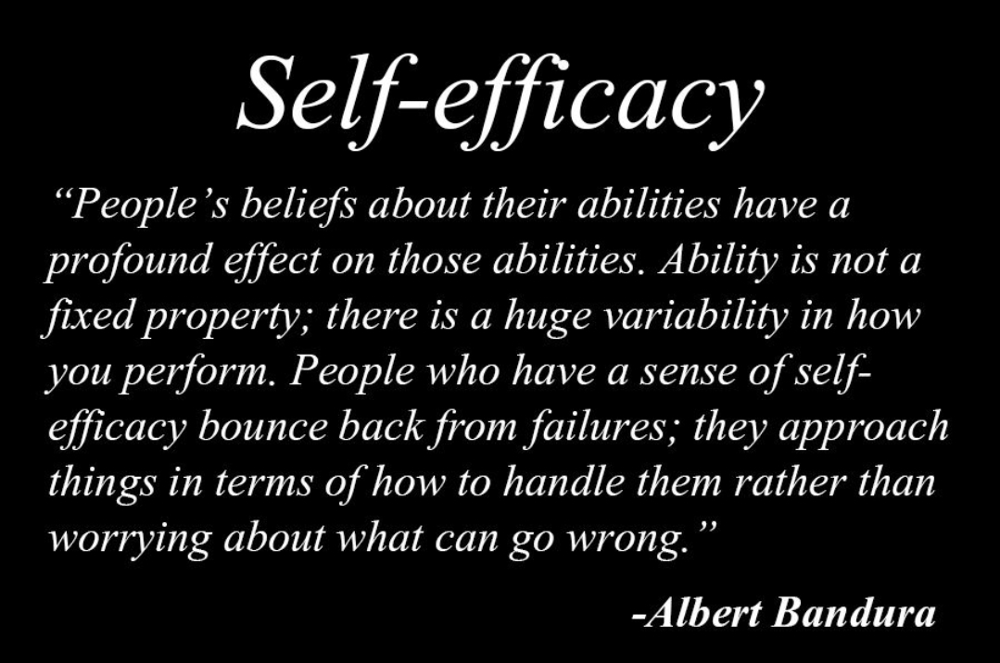 Self-efficacy
“People’s beliefs about their abilities have a
profound effect on those abilities. Ability is not a
fixed property; there is a huge variability in how
you perform. People who have a sense of self-
efficacy bounce back from failures; they approach
things in terms of how to handle them rather than
worrying about what can go wrong.”
-Albert Bandura